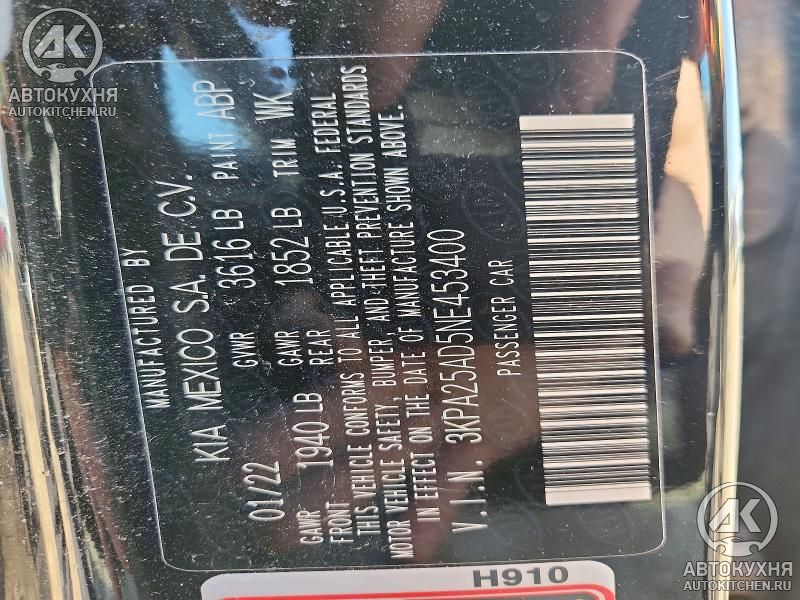 MANUFACTURED BY
KIA MEXICO S.A. DE C.V.
01/22 GVWR 3616 LB PAINT ABP
GAWR FRONT 1940 LB GAWR REAR 1852 LB TRIM WK
THIS VEHICLE CONFORMS TO ALL APPLICABLE U.S.A. FEDERAL
MOTOR VEHICLE SAFETY, BUMPER, AND THEFT PREVENTION STANDARDS
IN EFFECT ON THE DATE OF MANUFACTURE SHOWN ABOVE.
V.I.N. 3KPA25AD5NE453400
PASSENGER CAR
H910
AK
АВТОКУХНЯ
AUTOKITCHEN.RU
AK
АВТОКУХНЯ
AUTOKITCHEN.RU